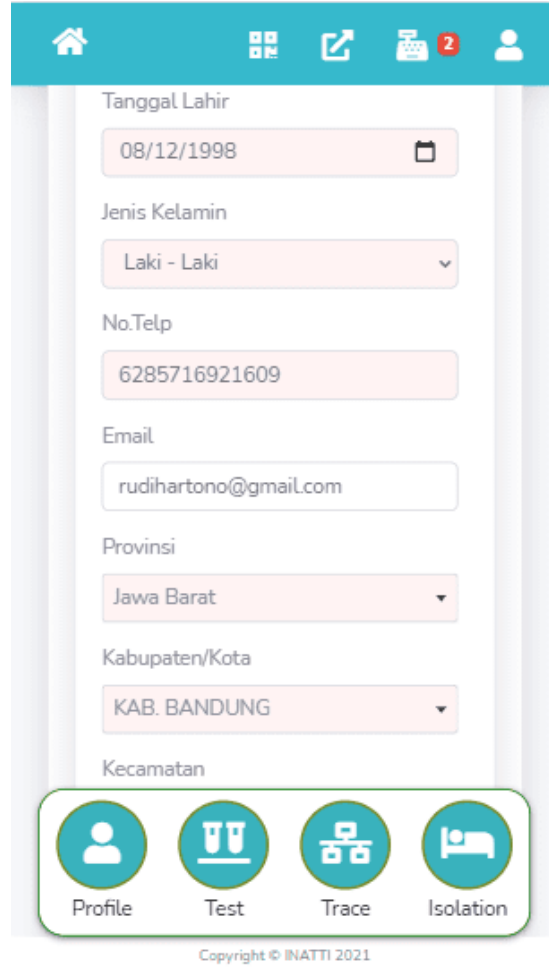 2
Tanggal Lahir
08/12/1998
Jenis Kelamin
Laki - Laki
No.Telp
6285716921609
Email
rudihartono@gmail.com
Provinsi
Jawa Barat
Kabupaten/Kota
KAB. BANDUNG
Kecamatan
Profile Test Trace Isolation
Copyright © INATTI 2021